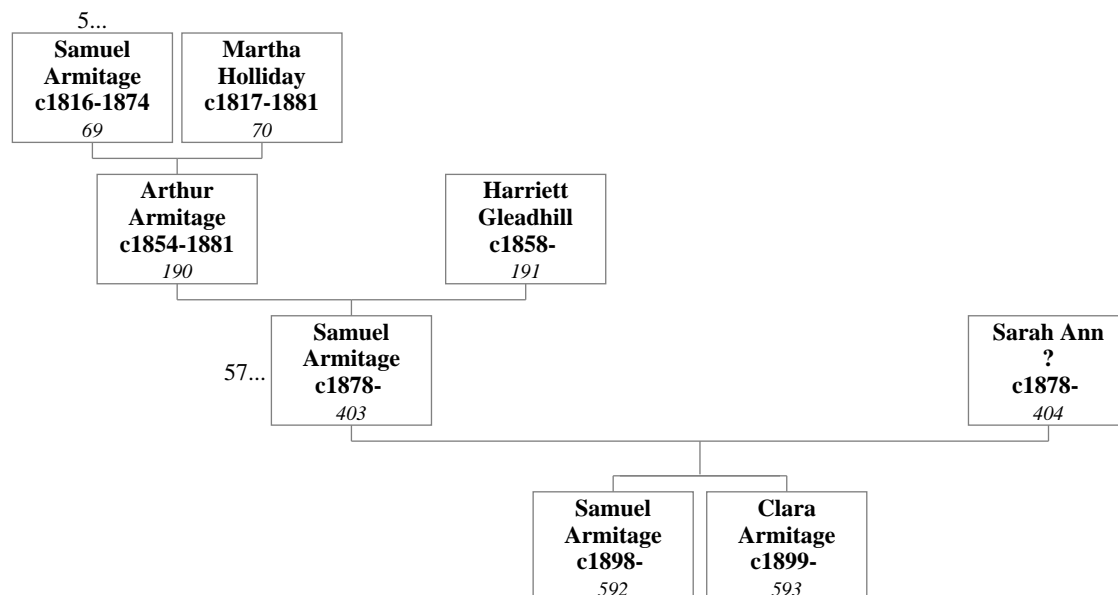 5...
Samuel
Armitage
c1816-1874
69
Martha
Holliday
c1817-1881
70
Arthur
Armitage
c1854-1881
190
Harriett
Gleadhill
c1858-
191
57...
Samuel
Armitage
c1878-
403
Sarah Ann
?
c1878-
404
Samuel
Armitage
c1898-
592
Clara
Armitage
c1899-
593